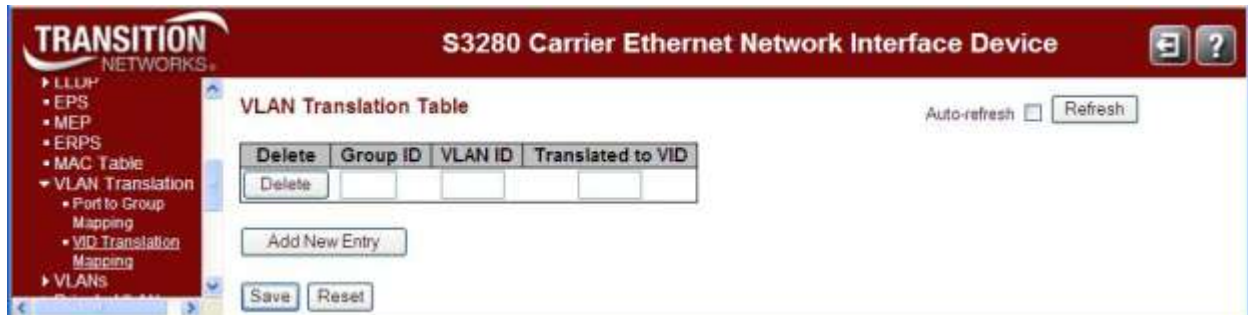 TRANSITION
NETWORKS®
S3280 Carrier Ethernet Network Interface Device
?
LLDP
EPS
MEP
ERPS
MAC Table
VLAN Translation
Port to Group
Mapping
VID Translation
Mapping
VLANs
VLAN Translation Table
Auto-refresh
Refresh
Delete Group ID VLAN ID Translated to VID
Delete
Add New Entry
Save Reset